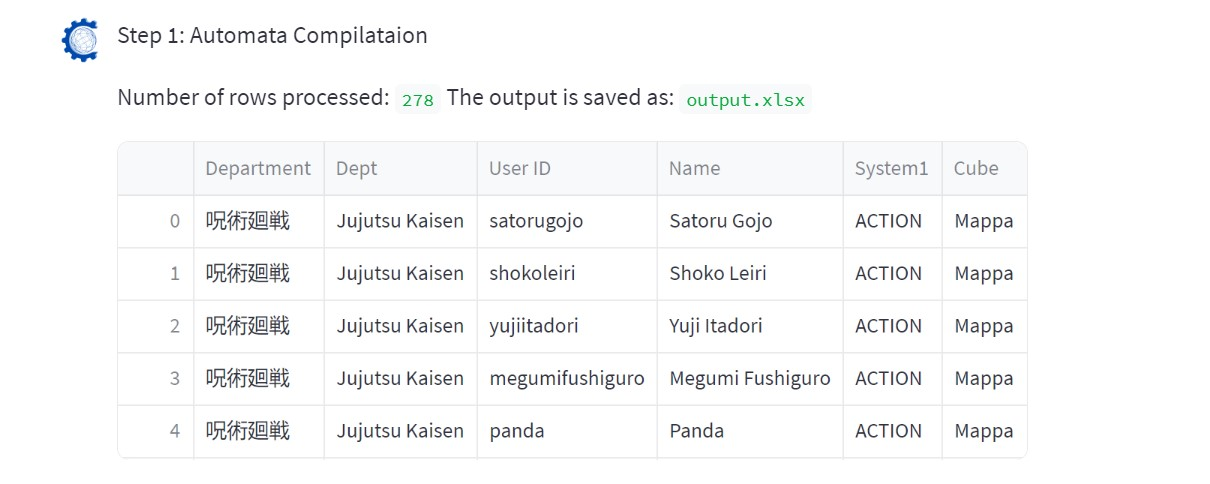 Step 1: Automata Compilataion
Number of rows processed: 278 The output is saved as: output.xlsx
Department Dept User ID Name System1 Cube
0 呪術廻戦 Jujutsu Kaisen satorugojo Satoru Gojo ACTION Mappa
1 呪術廻戦 Jujutsu Kaisen shokoleiri Shoko Leiri ACTION Mappa
2 呪術廻戦 Jujutsu Kaisen yujiitadori Yuji Itadori ACTION Mappa
3 呪術廻戦 Jujutsu Kaisen megumifushiguro Megumi Fushiguro ACTION Mappa
4 呪術廻戦 Jujutsu Kaisen panda Panda ACTION Mappa